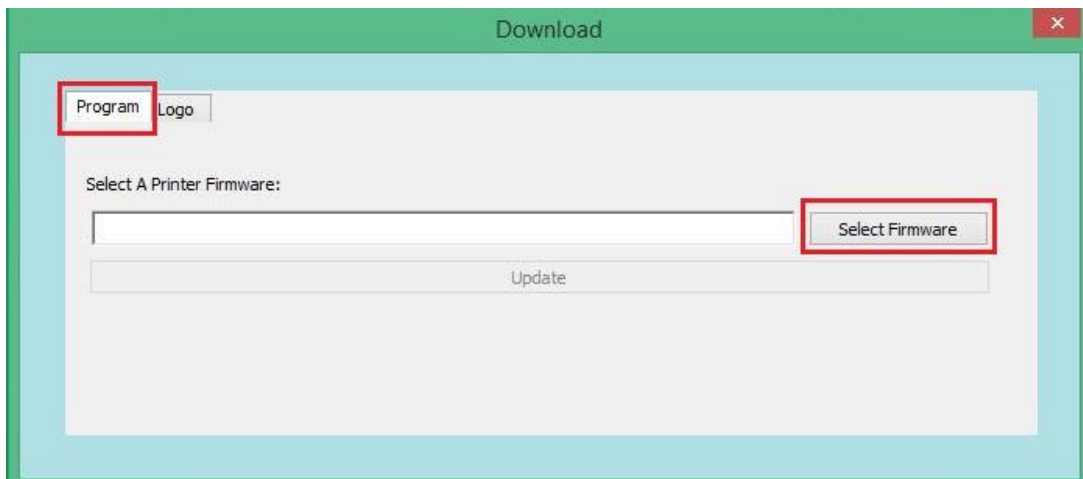 Download
Program Logo
Select A Printer Firmware:
Select Firmware
Update